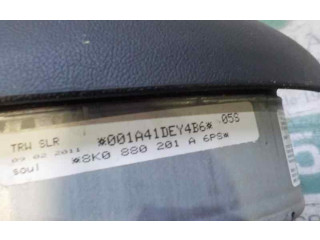 TRW SLR *001A41DEY4B6* .05S
09 02 2011
soul *8K0 880 201 A 6PS*